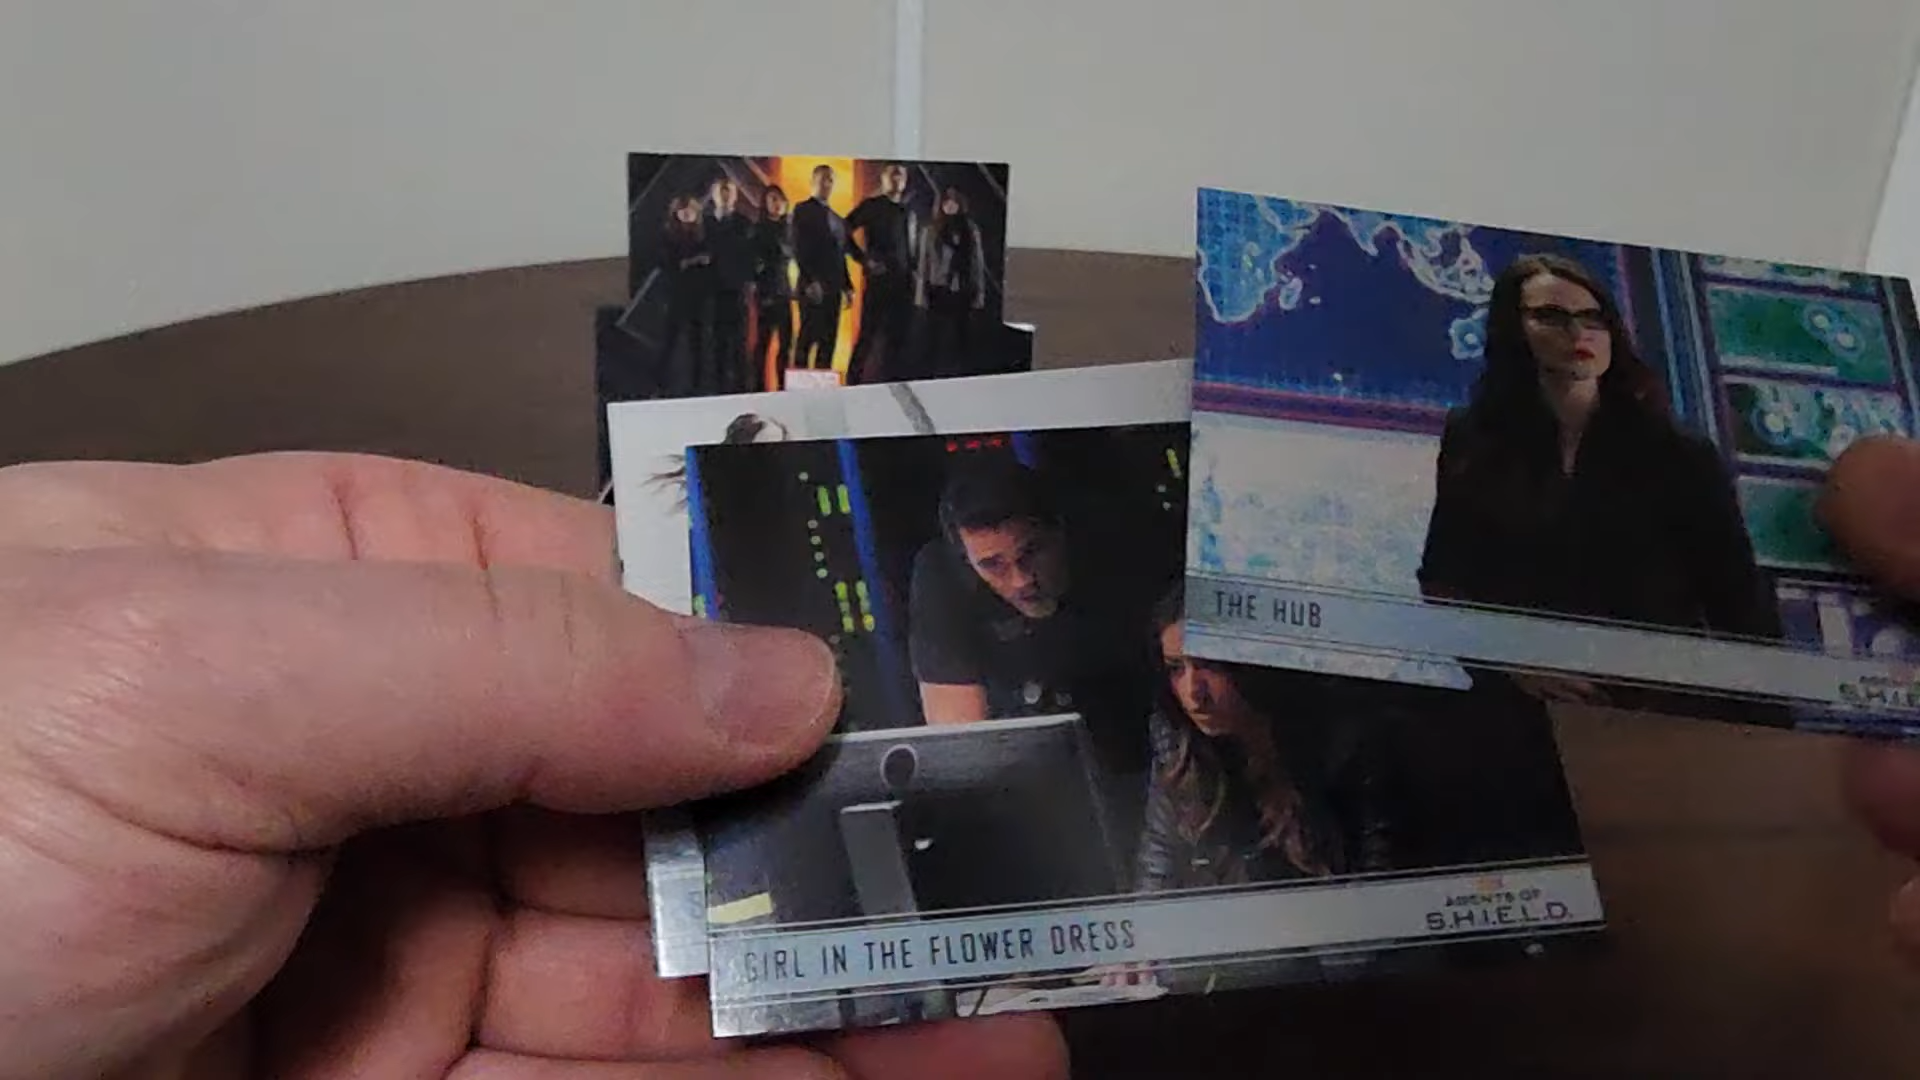 THE HUB
GIRL IN THE FLOWER DRESS
AGENTS OF
S.H.I.E.L.D.